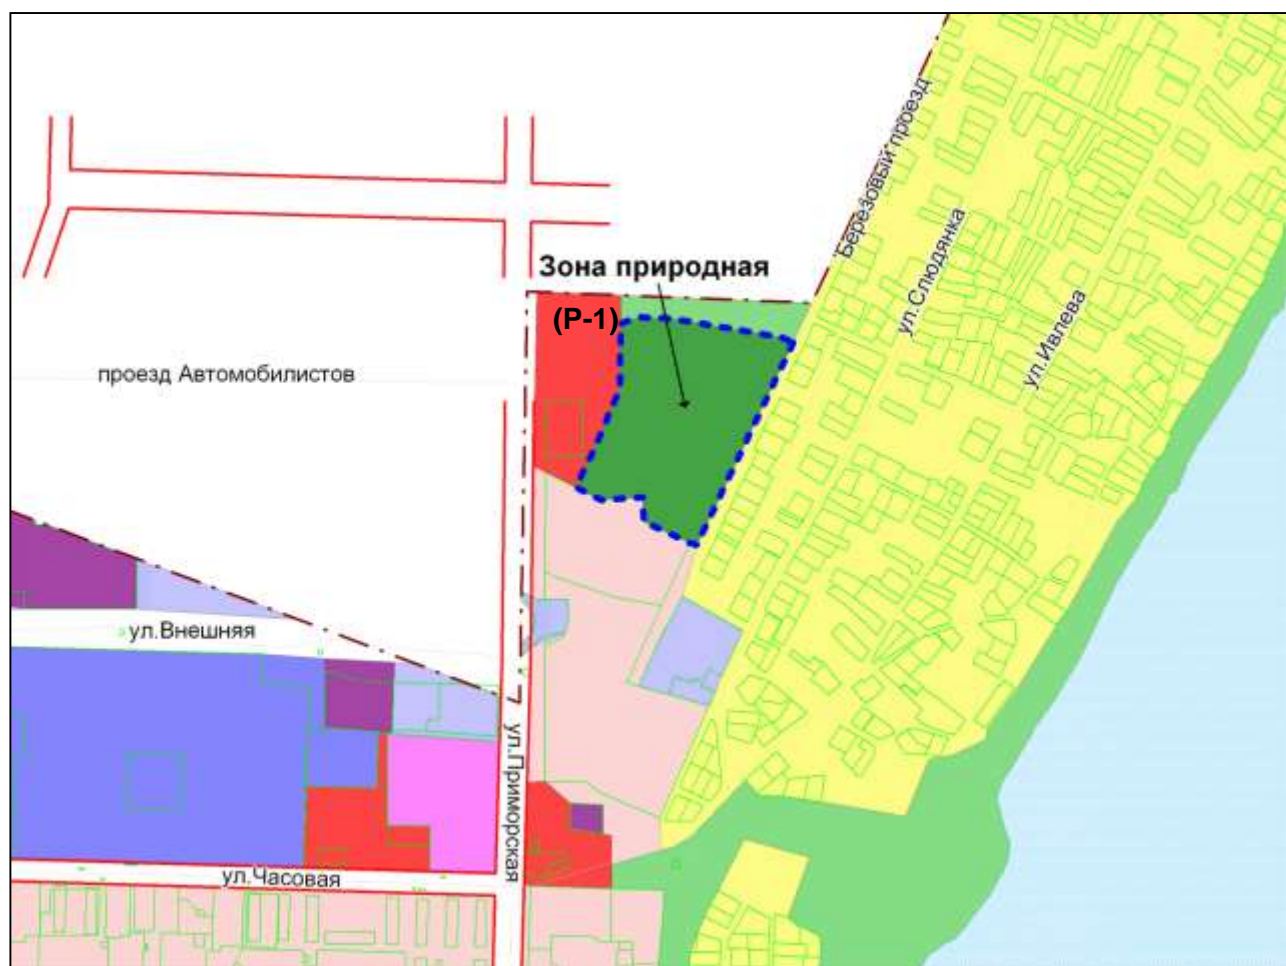 Березовый проезд
ул.Слюдянка
Зона природная
ул.Ивлева
(Р-1)
проезд Автомобилистов
ул.Внешняя
ул.Приморская
ул.Часовая